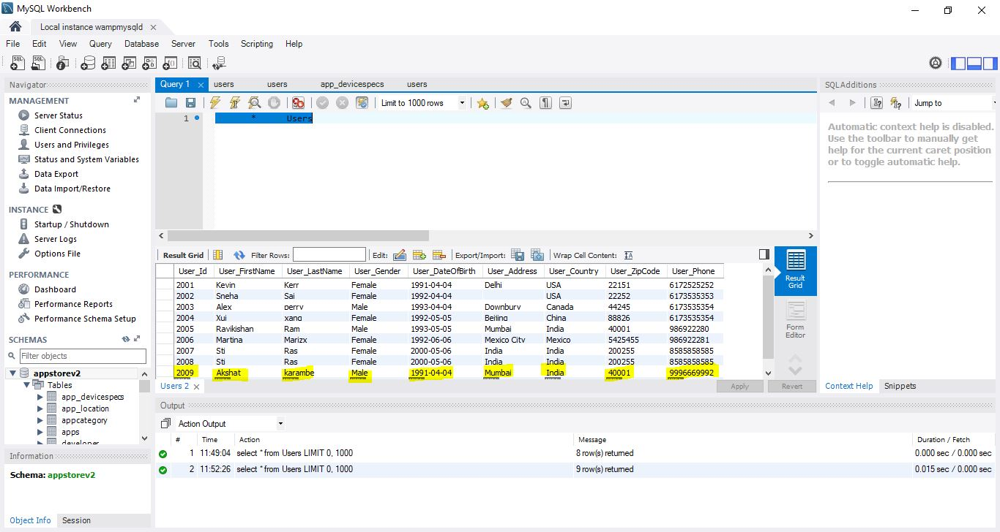 MySQL Workbench
Local instance wampmysqld
File Edit View Query Database Server Tools Scripting Help
Navigator
MANAGEMENT
Server Status
Client Connections
Users and Privileges
Status and System Variables
Data Export
Data Import/Restore
INSTANCE
Startup / Shutdown
Server Logs
Options File
PERFORMANCE
Dashboard
Performance Reports
Performance Schema Setup
SCHEMAS
Filter objects
appstorev2
Tables
app_devicespecs
app_location
appcategory
apps
developer
Information
Schema: appstorev2
Object Info Session
Query 1 users users app_devicespecs users
Limit to 1000 rows
1 * Users
Result Grid Filter Rows: Edit: Export/Import: Wrap Cell Content:
User_Id User_FirstName User_LastName User_Gender User_DateOfBirth User_Address User_Country User_ZipCode User_Phone
2001 Kevin Kerr Female 1991-04-04 Delhi USA 22151 6172525252
2002 Sneha Sai Female 1992-04-04 USA 22252 6173535353
2003 Alex perry Male 1993-04-04 Downbury Canada 44245 6173535354
2004 Xui xang Female 1992-05-05 Beijing China 88826 6173535354
2005 Ravikishan Ram Male 1993-05-05 Mumbai India 40001 986922280
2006 Martina Marizx Female 1992-06-06 Mexico City Mexico 5425455 986922281
2007 Sti Ras Female 2000-05-06 India India 200255 8585858585
2008 Sti Ras Female 2000-05-06 India India 200255 8585858585
2009 Akshat karambe Male 1991-04-04 Mumbai India 40001 9996669992
Users 2
Apply Revert
Result Grid
Form Editor
SQLAdditions
Jump to
Automatic context help is disabled.
Use the toolbar to manually get
help for the current caret position
or to toggle automatic help.
Context Help Snippets
Output
Action Output
# Time Action Message Duration / Fetch
1 11:49:04 select * from Users LIMIT 0, 1000 8 row(s) returned 0.000 sec / 0.000 sec
2 11:52:26 select * from Users LIMIT 0, 1000 9 row(s) returned 0.015 sec / 0.000 sec